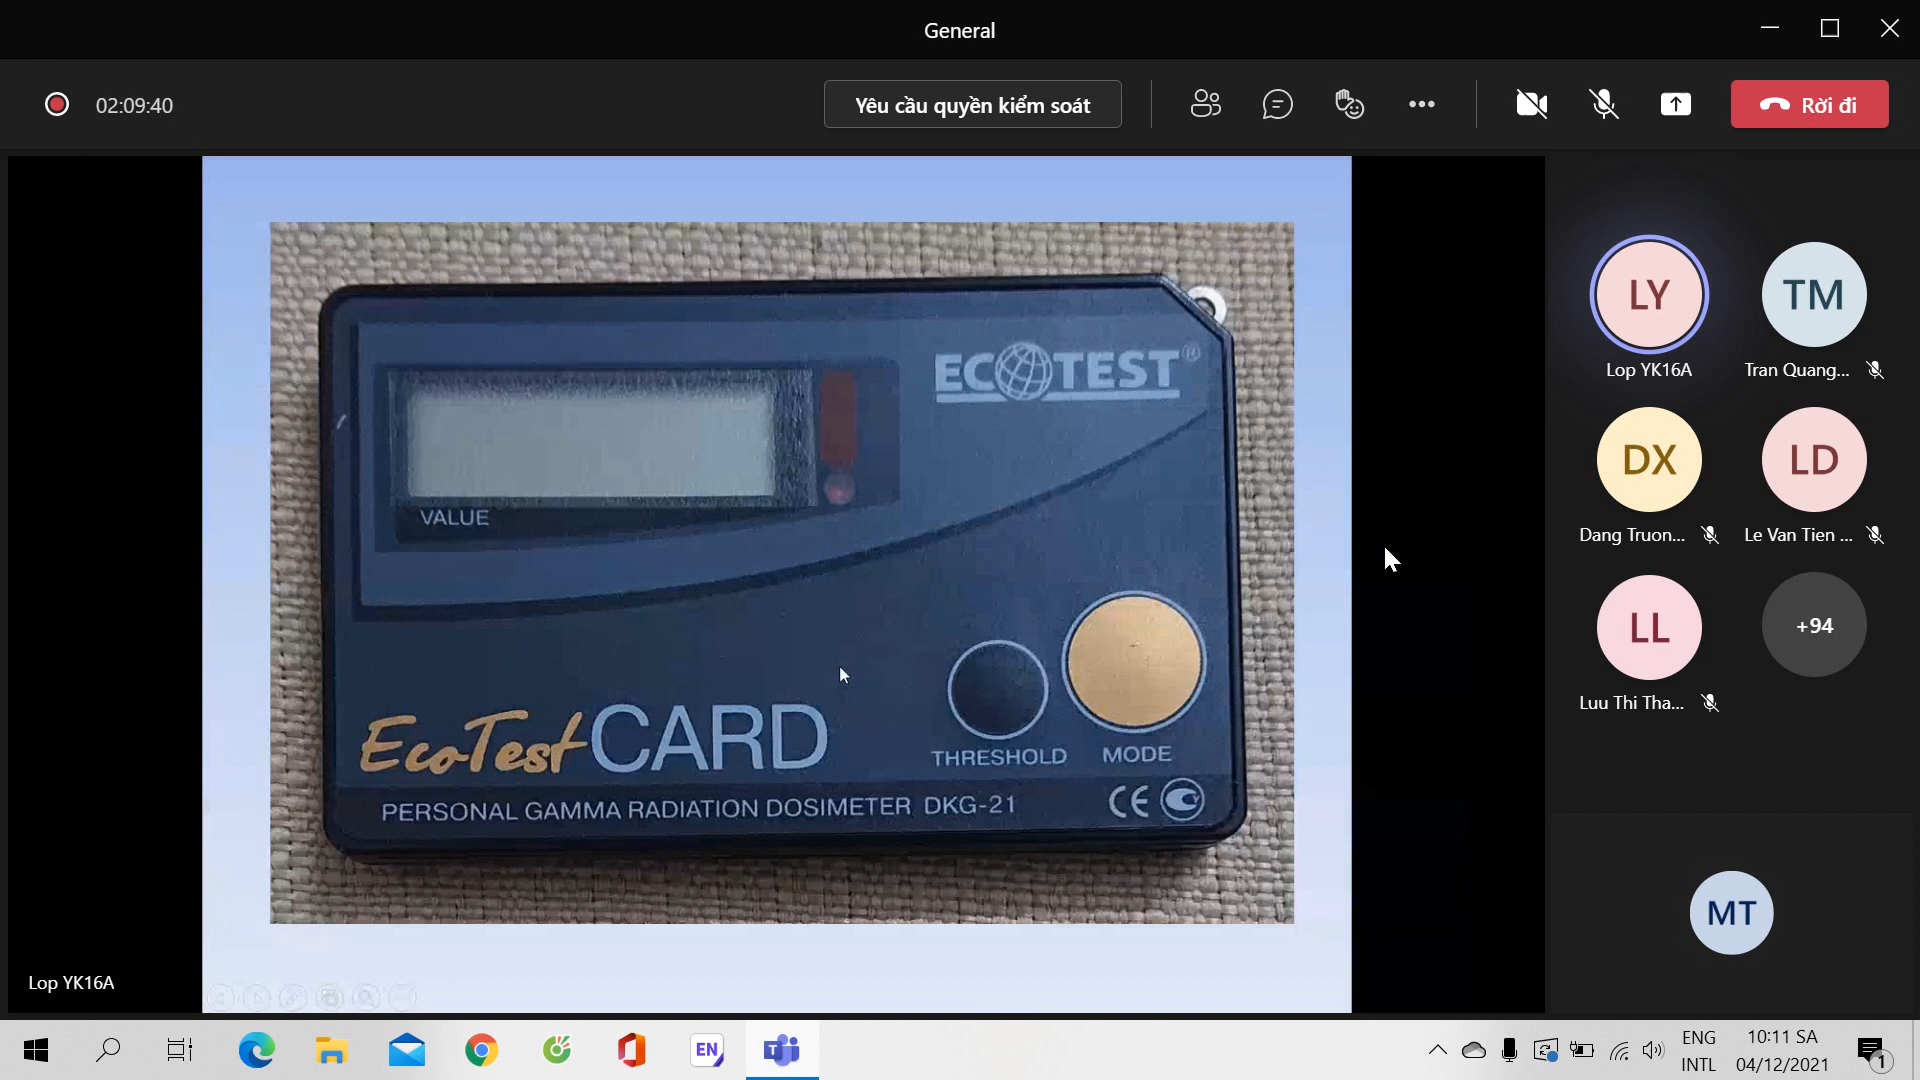 General
02:09:40
Yêu cầu quyền kiểm soát
Rời đi
ECOTEST®
VALUE
THRESHOLD
MODE
EcoTestCARD
PERSONAL GAMMA RADIATION DOSIMETER DKG-21
CE
Lop YK16A
LY
Lop YK16A
TM
Tran Quang...
DX
Dang Truon...
LD
Le Van Tien ...
LL
Luu Thi Tha...
+94
MT
EN
ENG
INTL
10:11 SA
04/12/2021
1